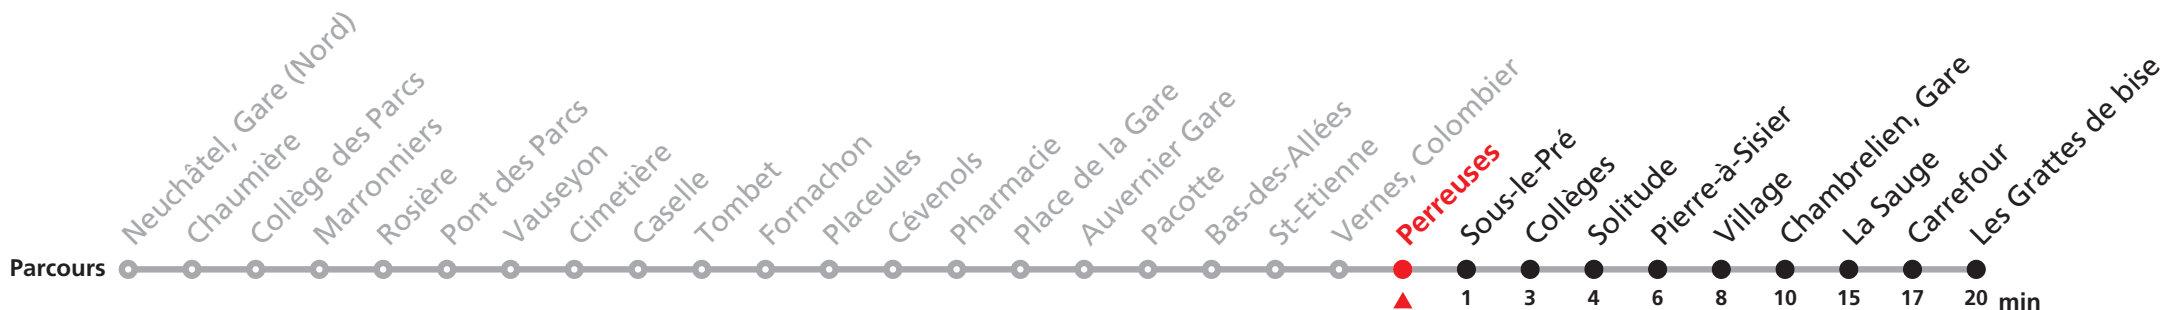 Neuchâtel, Gare (Nord)
Chaumière
Collège des Parcs
Marronniers
Rosière
Pont des Parcs
Vauseyon
Cimetière
Caselle
Tombet
Fornachon
Placeules
Cévenols
Pharmacie
Place de la Gare
Auvernier Gare
Pacotte
Bas-des-Allées
St-Etienne
Vernes, Colombier
Perreuses
Sous-le-Pré
Collèges
Solitude
Pierre-à-Sisier
Village
Chambrelien, Gare
La Sauge
Carrefour
Les Grattes de bise
Parcours
1 3 4 6 8 10 15 17 20 min